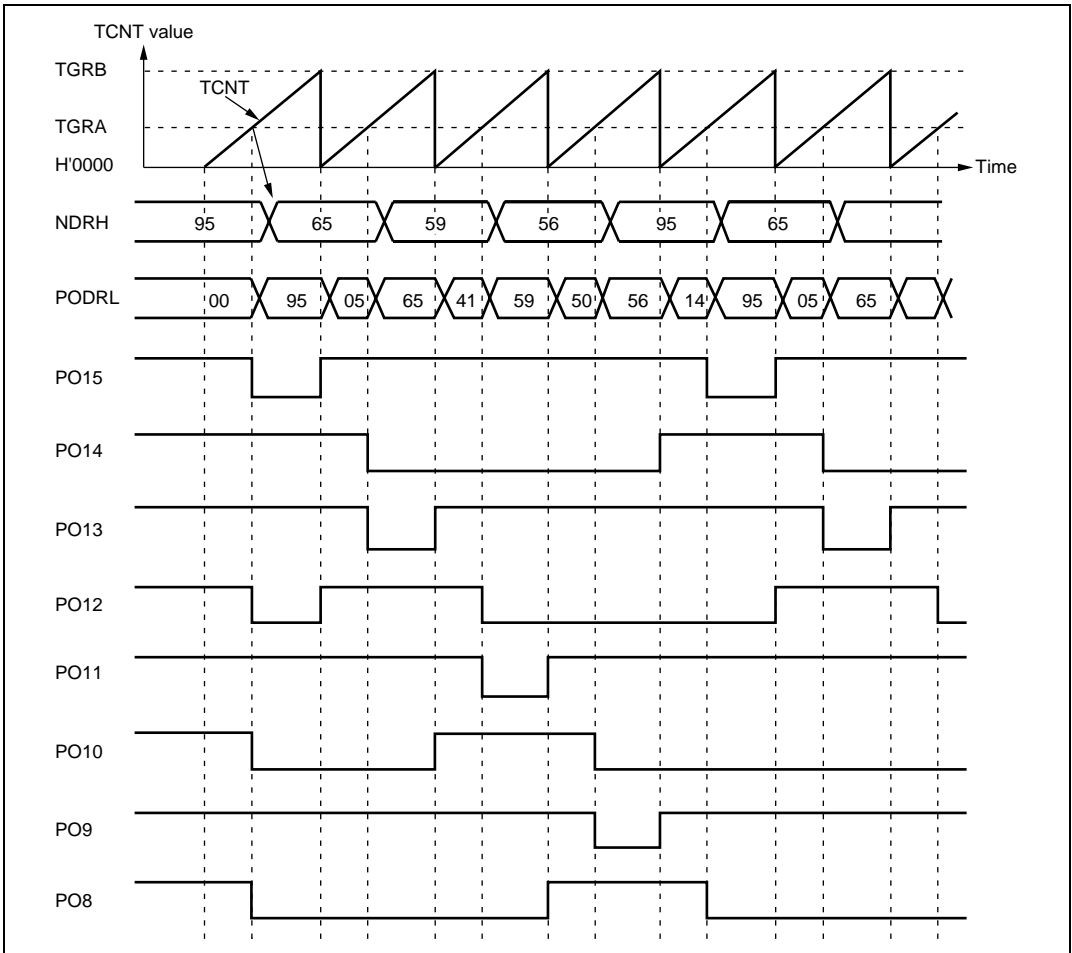 TCNT value
TGRB
TCNT
TGRA
H'0000
Time
NDRH
95 65 59 56 95 65
PODRL
00 95 05 65 41 59 50 56 14 95 05 65
PO15
PO14
PO13
PO12
PO11
PO10
PO9
PO8